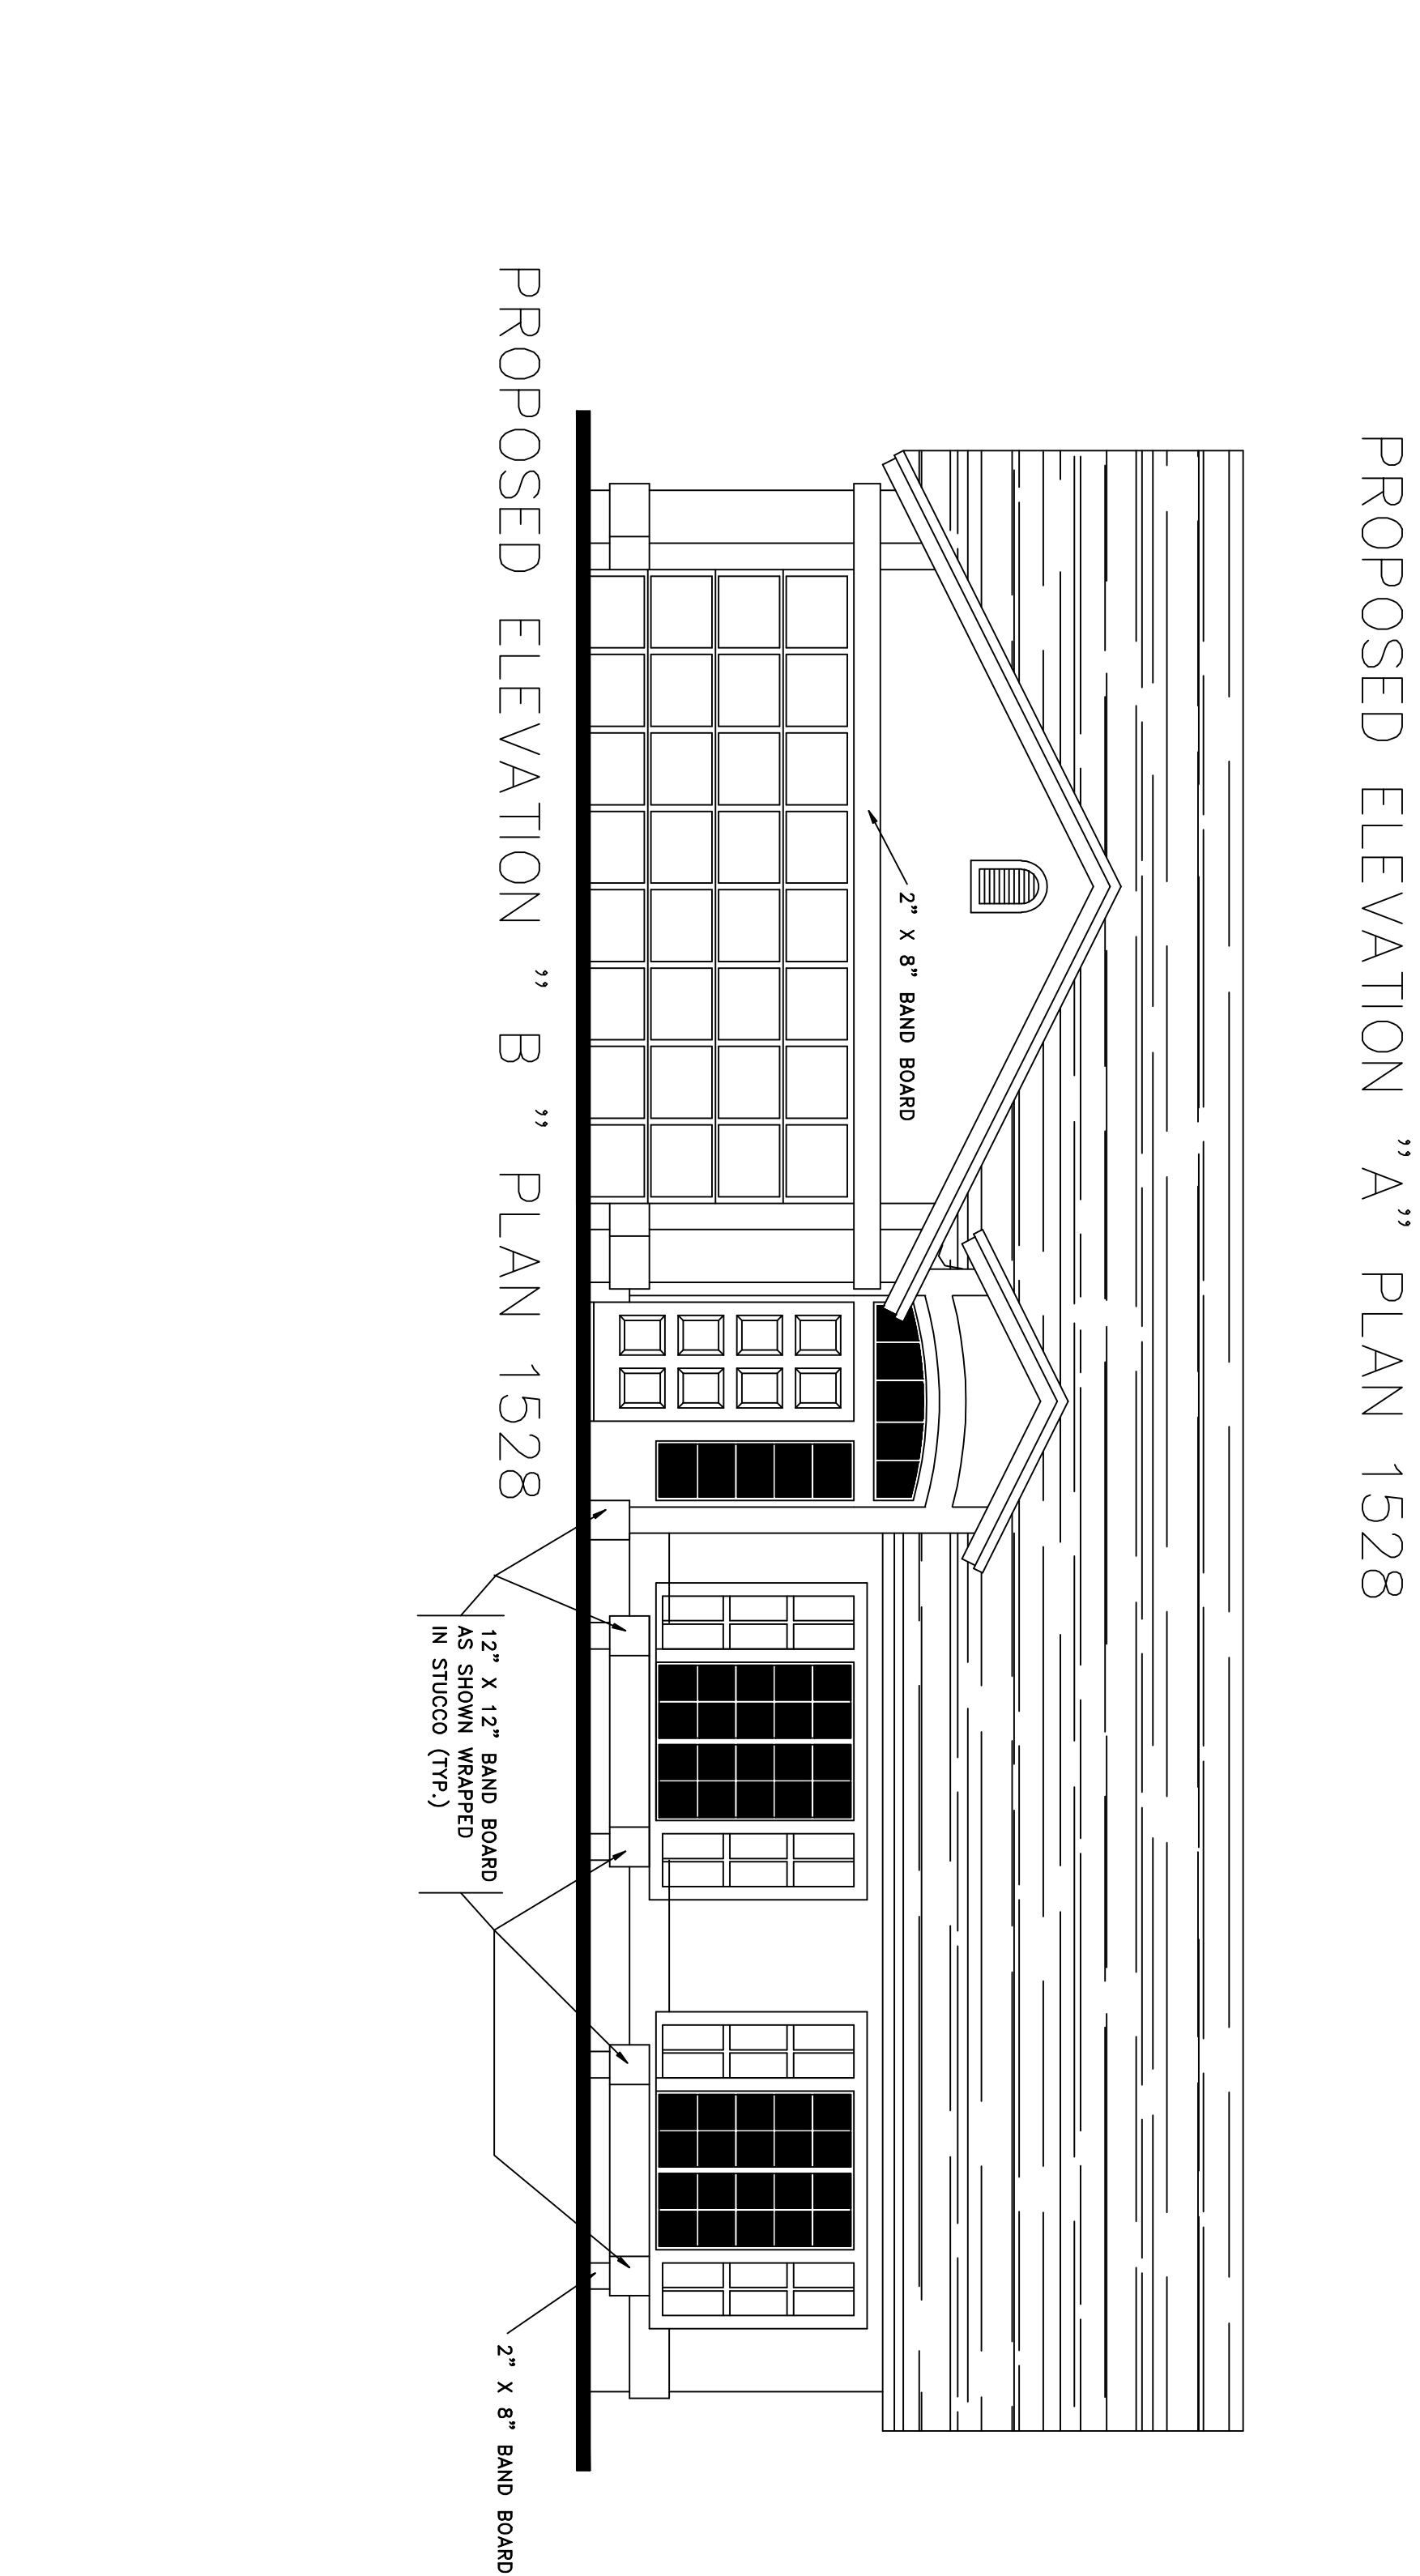 PROPOSED ELEVATION "A" PLAN 1528
2" X 8" BAND BOARD
PROPOSED ELEVATION " B " PLAN 1528
12" X 12" BAND BOARD
AS SHOWN WRAPPED
IN STUCCO (TYP.)
2" X 8" BAND BOARD